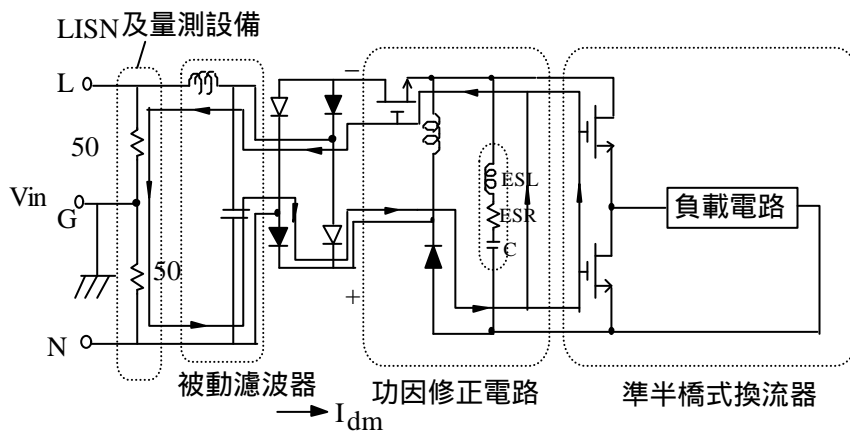 LISN及量測設備
L
50
Vin
G
50
N
−
+
ESL
ESR
C
負載電路
被動濾波器
功因修正電路
準半橋式換流器
Idm